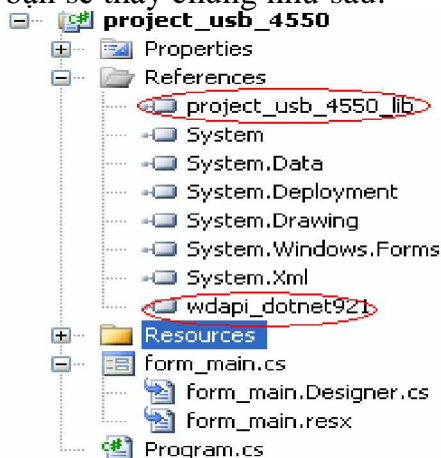 bạn sẽ thấy chúng như sau:
project_usb_4550
Properties
References
project_usb_4550_lib
System
System.Data
System.Deployment
System.Drawing
System.Windows.Forms
System.Xml
wdapi_dotnet921
Resources
form_main.cs
form_main.Designer.cs
form_main.resx
Program.cs